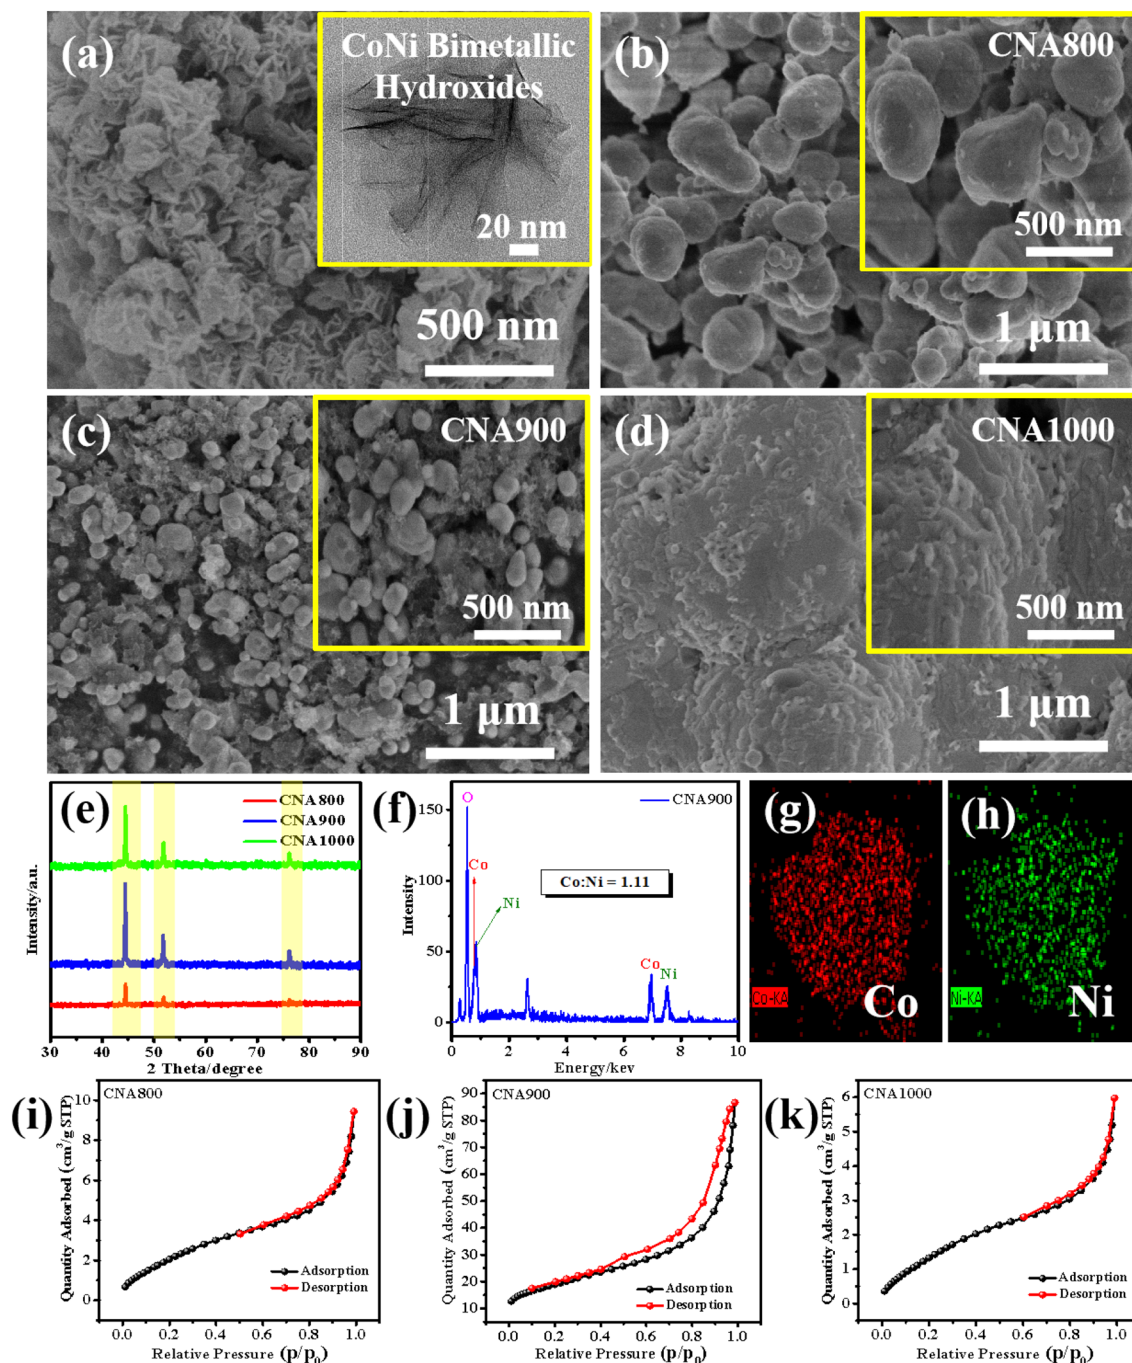 (a)
CoNi Bimetallic
Hydroxides
20 nm
500 nm
(b)
CNA800
500 nm
1 μm
(c)
CNA900
500 nm
1 μm
(d)
CNA1000
500 nm
1 μm
(e)
CNA800
CNA900
CNA1000
Intensity/a.u.
30 40 50 60 70 80 90
2 Theta/degree
(f)
CNA900
O
Co
Ni
Co:Ni = 1.11
Co
Ni
Intensity
150
100
50
0
0 2 4 6 8 10
Energy/kev
(g)
Co-KA
Co
(h)
Ni-KA
Ni
(i)
CNA800
Quantity Adsorbed (cm³/g STP)
10
8
6
4
2
0
Adsorption
Desorption
0.0 0.2 0.4 0.6 0.8 1.0
Relative Pressure (p/p₀)
(j)
CNA900
Quantity Adsorbed (cm³/g STP)
90
80
70
60
50
40
30
20
10
Adsorption
Desorption
0.0 0.2 0.4 0.6 0.8 1.0
Relative Pressure (p/p₀)
(k)
CNA1000
Quantity Adsorbed (cm³/g STP)
6
5
4
3
2
1
0
Adsorption
Desorption
0.0 0.2 0.4 0.6 0.8 1.0
Relative Pressure (p/p₀)